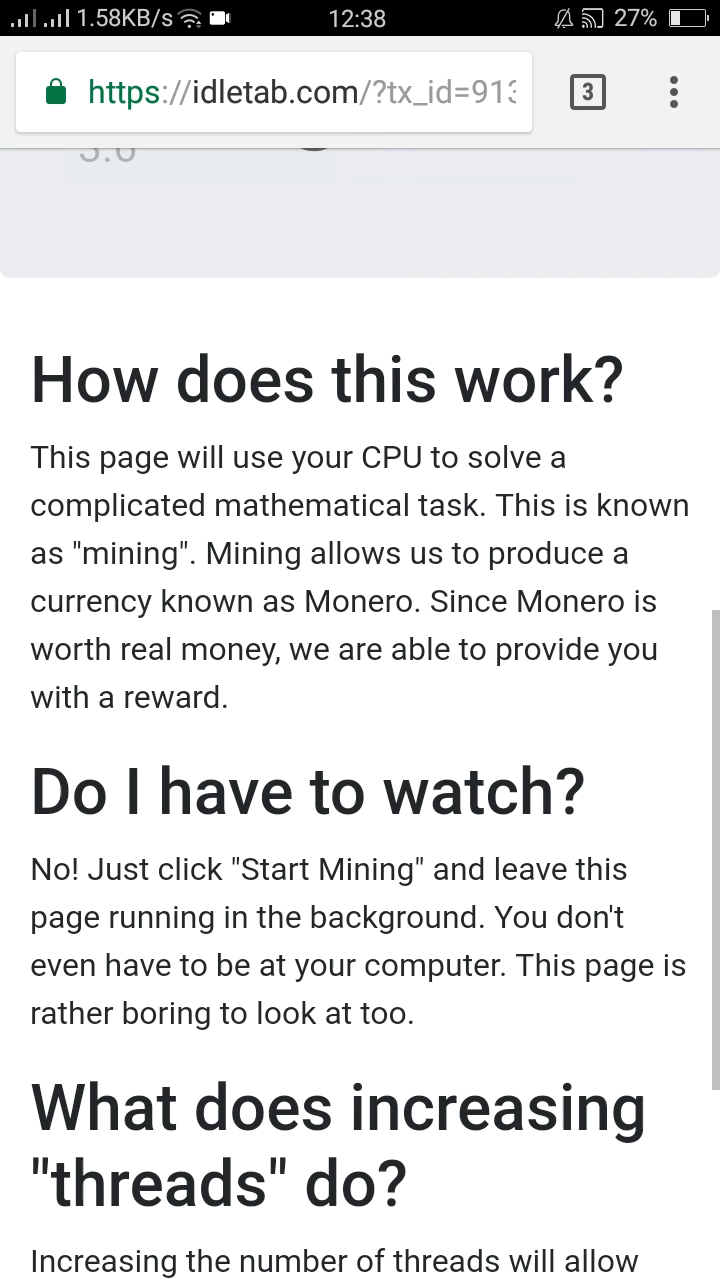 1.58KB/s 12:38 27%
https://idletab.com/?tx_id=913
3
How does this work?
This page will use your CPU to solve a
complicated mathematical task. This is known
as "mining". Mining allows us to produce a
currency known as Monero. Since Monero is
worth real money, we are able to provide you
with a reward.
Do I have to watch?
No! Just click "Start Mining" and leave this
page running in the background. You don't
even have to be at your computer. This page is
rather boring to look at too.
What does increasing
"threads" do?
Increasing the number of threads will allow